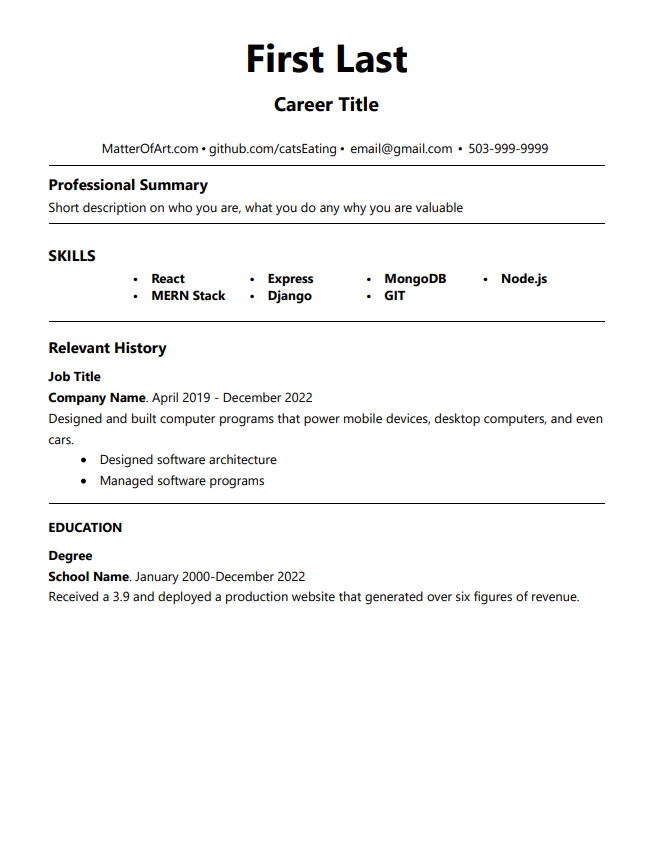 First Last
Career Title
MatterOfArt.com • github.com/catsEating • email@gmail.com • 503-999-9999
Professional Summary
Short description on who you are, what you do any why you are valuable
SKILLS
• React • Express • MongoDB • Node.js
• MERN Stack • Django • GIT
Relevant History
Job Title
Company Name. April 2019 - December 2022
Designed and built computer programs that power mobile devices, desktop computers, and even
cars.
• Designed software architecture
• Managed software programs
EDUCATION
Degree
School Name. January 2000-December 2022
Received a 3.9 and deployed a production website that generated over six figures of revenue.